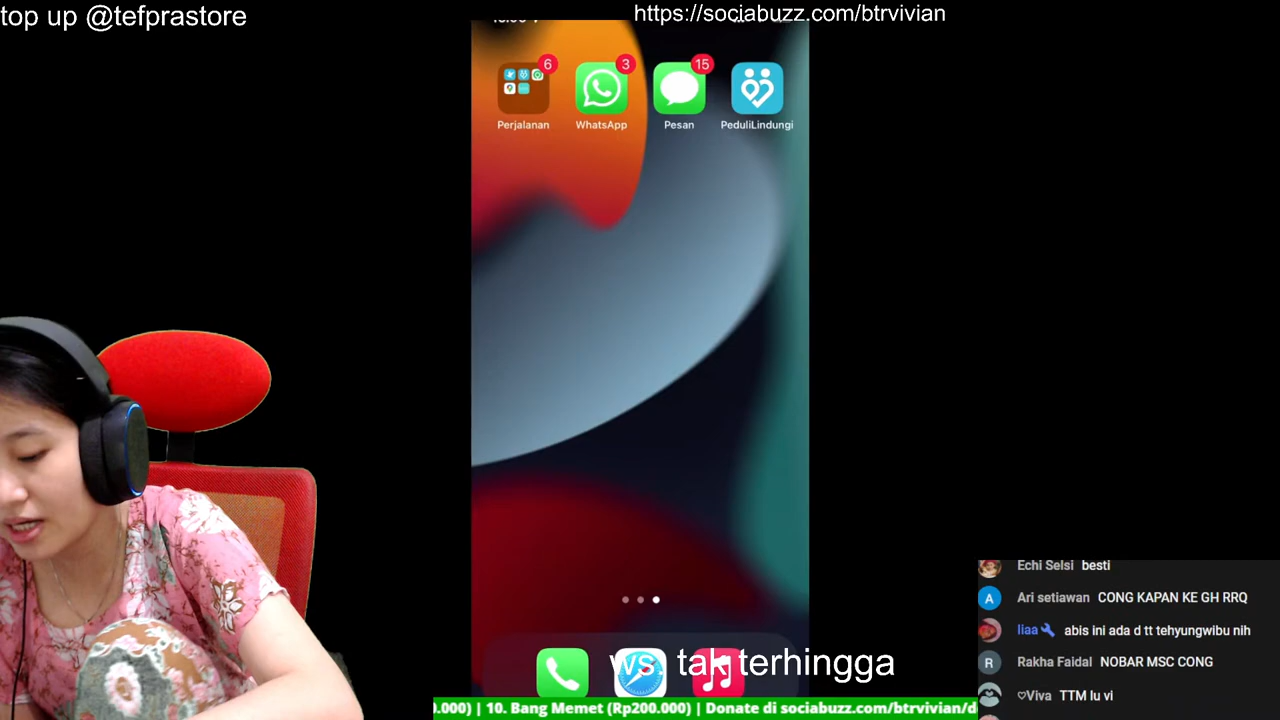 top up @tefprastore
https://sociabuzz.com/btrvivian
6
3
15
Perjalanan
WhatsApp
Pesan
PeduliLindungi
Echi Selsi besti
A Ari setiawan CONG KAPAN KE GH RRQ
liaa abis ini ada d tt tehyungwibu nih
R Rakha Faidal NOBAR MSC CONG
♡Viva TTM lu vi
ws. tak terhingga
0.000) | 10. Bang Memet (Rp200.000) | Donate di sociabuzz.com/btrvivian/d